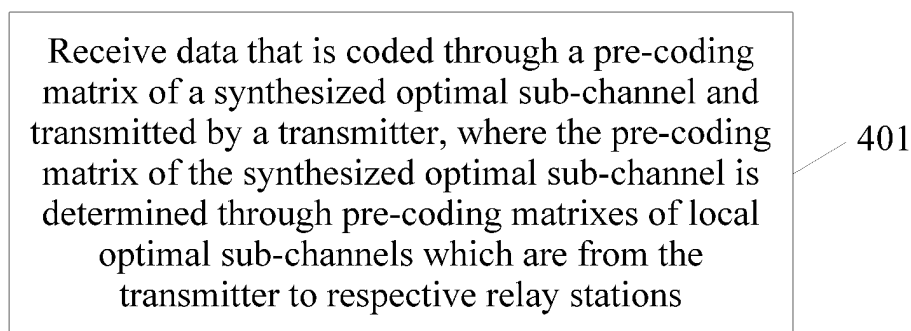 Receive data that is coded through a pre-coding
matrix of a synthesized optimal sub-channel and
transmitted by a transmitter, where the pre-coding
matrix of the synthesized optimal sub-channel is
determined through pre-coding matrixes of local
optimal sub-channels which are from the
transmitter to respective relay stations
401